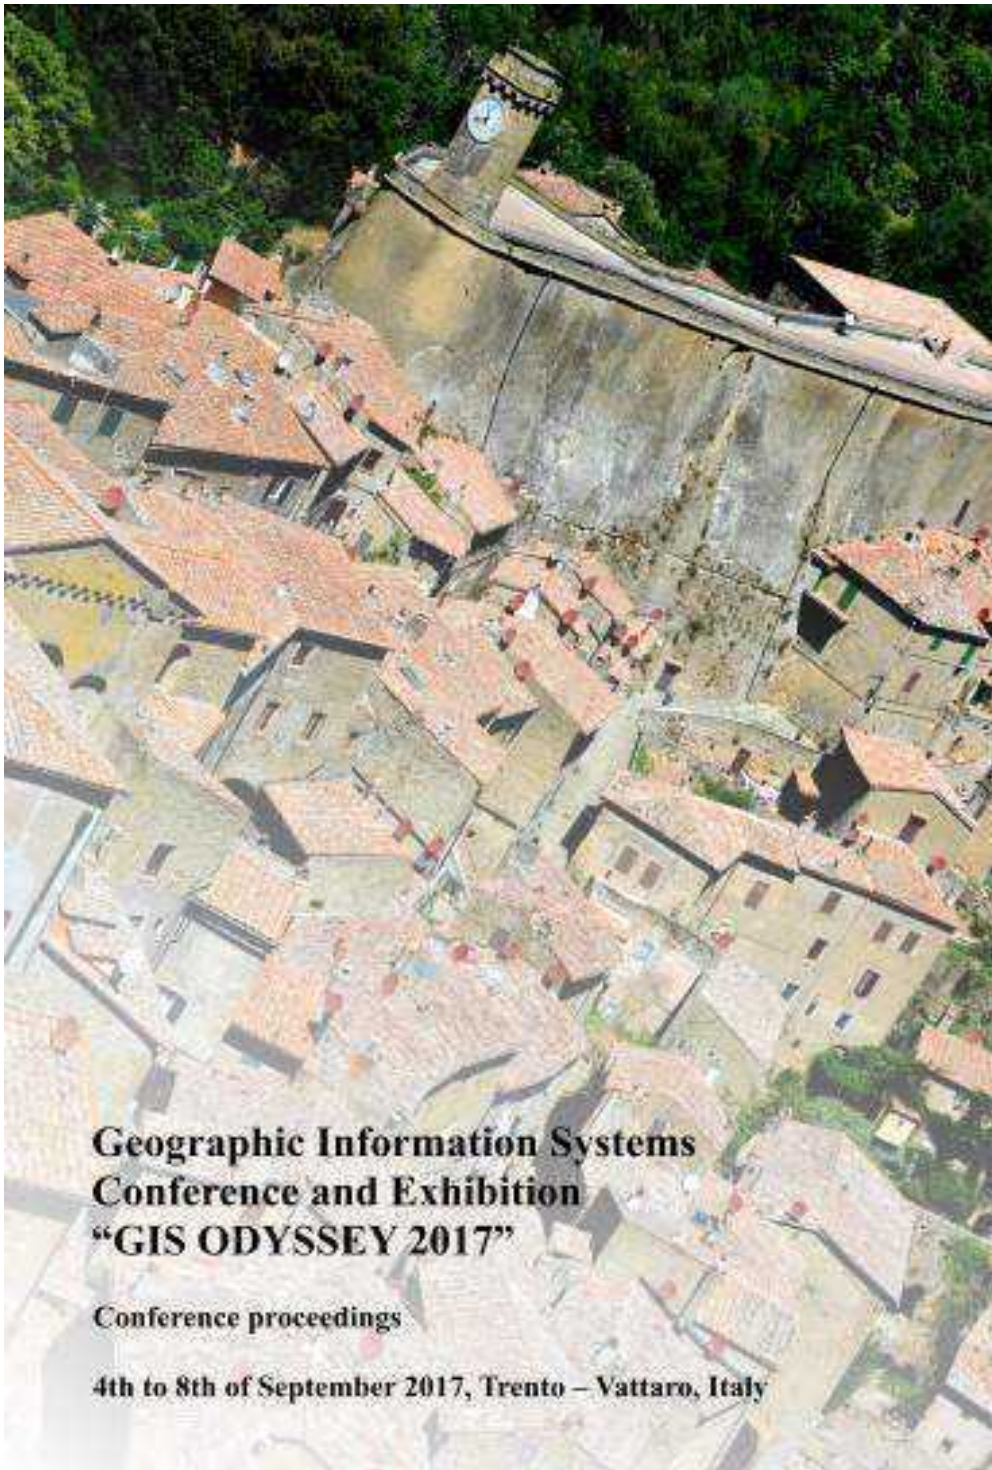 Geographic Information Systems
Conference and Exhibition
“GIS ODYSSEY 2017”
Conference proceedings
4th to 8th of September 2017, Trento – Vattaro, Italy